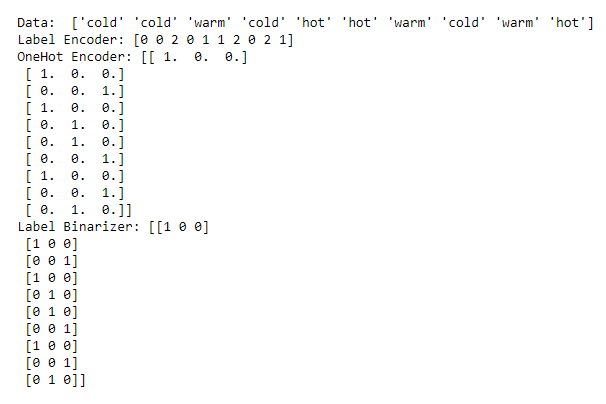 Data:  ['cold' 'cold' 'warm' 'cold' 'hot' 'hot' 'warm' 'cold' 'warm' 'hot']
Label Encoder: [0 0 2 0 1 1 2 0 2 1]
OneHot Encoder: [[ 1.  0.  0.]
 [ 1.  0.  0.]
 [ 0.  0.  1.]
 [ 1.  0.  0.]
 [ 0.  1.  0.]
 [ 0.  1.  0.]
 [ 0.  0.  1.]
 [ 1.  0.  0.]
 [ 0.  0.  1.]
 [ 0.  1.  0.]]
Label Binarizer: [[1 0 0]
 [1 0 0]
 [0 0 1]
 [1 0 0]
 [0 1 0]
 [0 1 0]
 [0 0 1]
 [1 0 0]
 [0 0 1]
 [0 1 0]]